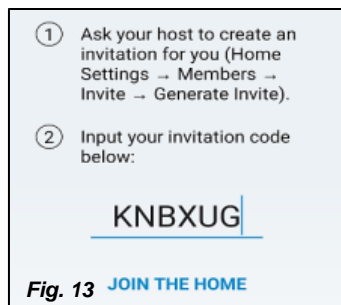 1 Ask your host to create an
invitation for you (Home
Settings → Members →
Invite → Generate Invite).
2 Input your invitation code
below:
KNBXUG
Fig. 13 JOIN THE HOME